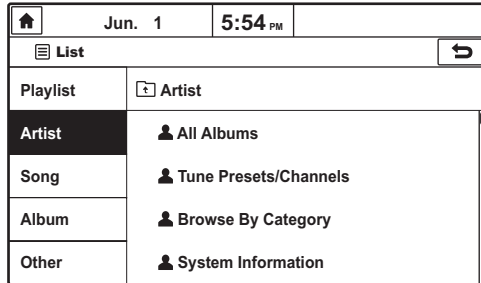 Jun. 1 5:54 PM
List
Playlist
Artist
Artist
All Albums
Song
Tune Presets/Channels
Album
Browse By Category
Other
System Information